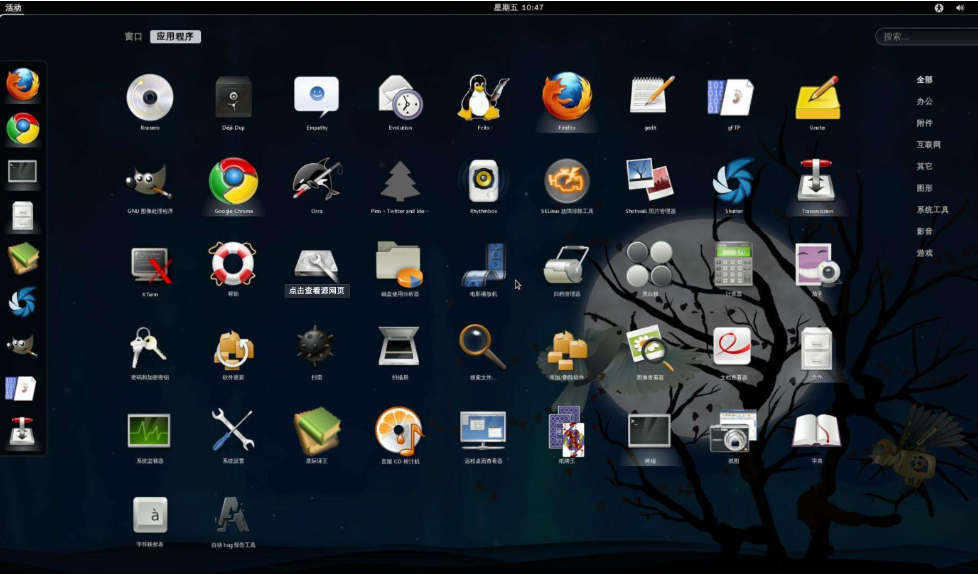 活动
星期五 10:47
窗口
应用程序
搜索...
Brasero
Déjà Dup
Empathy
Evolution
Fcitx
Firefox
gedit
gFTP
Gnote
GNU 图像处理程序
Google Chrome
Orca
Pino - Twitter and Ide...
Rhythmbox
SELinux 故障排除工具
Shotwell 照片管理器
Shutter
Transmission
XTerm
帮助
点击查看源网页
磁盘使用分析器
电影播放机
归档管理器
黑白棋
计算器
茄子
密码和加密密钥
软件更新
扫雷
扫描易
搜索文件...
添加/删除软件
图像查看器
文档查看器
文件
系统监视器
系统设置
星际译王
音频 CD 榨汁机
远程桌面查看器
纸牌王
终端
抓图
字典
字符映射表
自动 bug 报告工具
全部
办公
附件
互联网
其它
图形
系统工具
影音
游戏